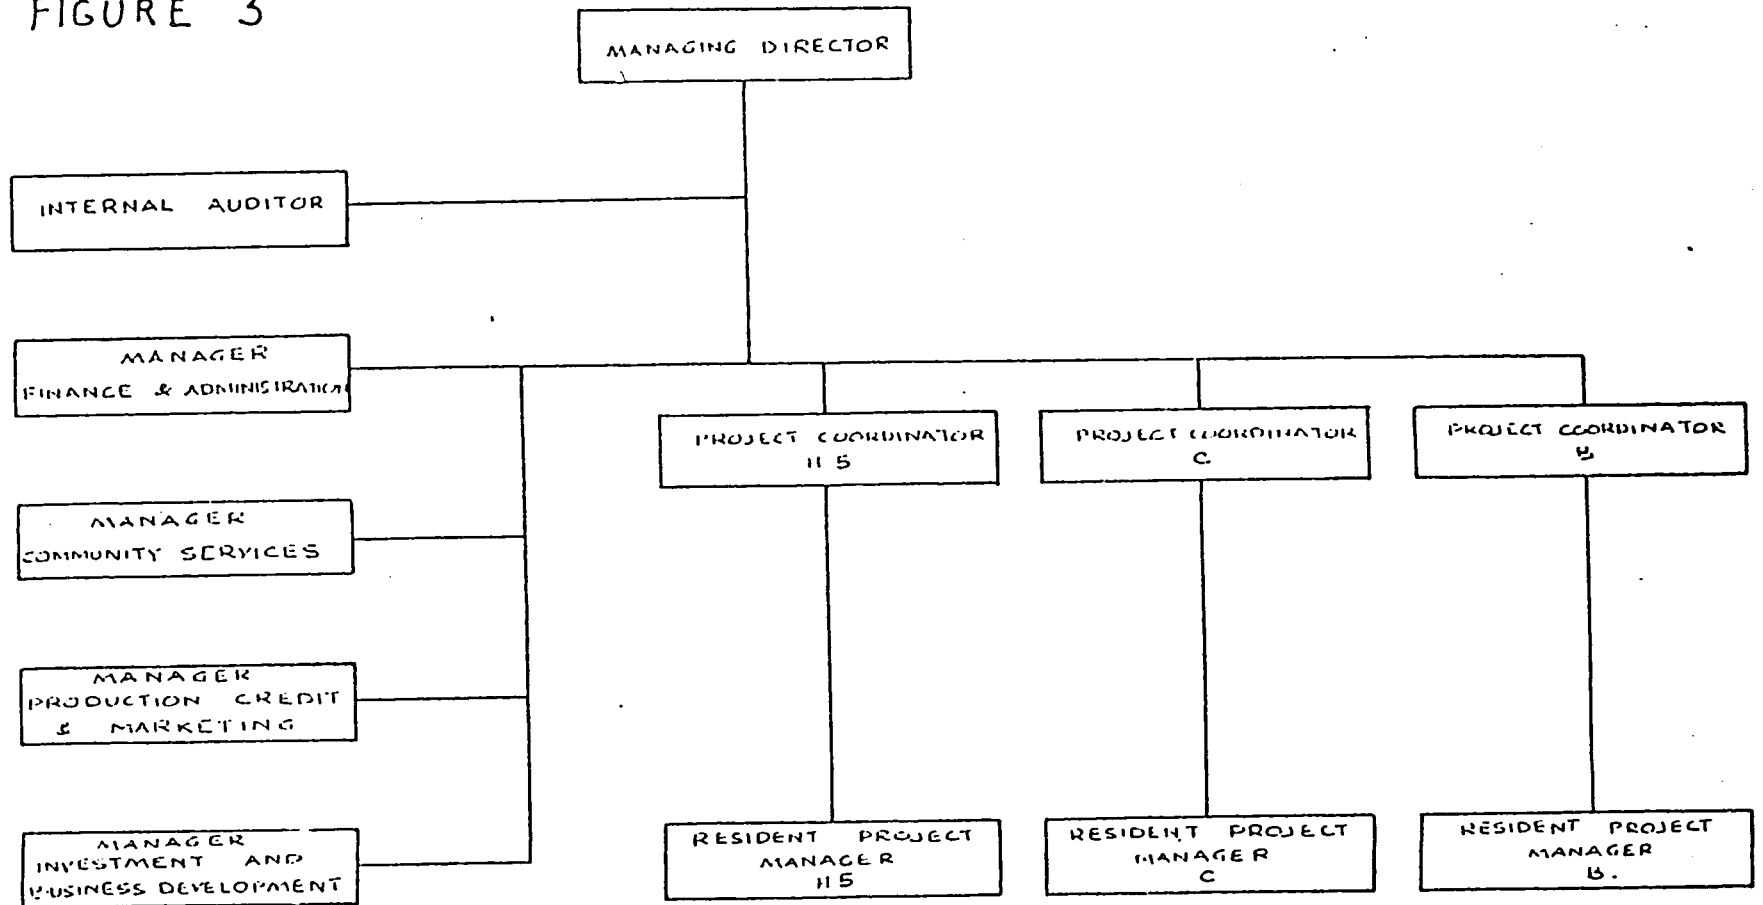 FIGURE 3
MANAGING DIRECTOR
INTERNAL AUDITOR
MANAGER
FINANCE & ADMINISTRATION
PROJECT COORDINATOR
H5
PROJECT COORDINATOR
C
PROJECT COORDINATOR
B
MANAGER
COMMUNITY SERVICES
MANAGER
PRODUCTION CREDIT
& MARKETING
MANAGER
INVESTMENT AND
BUSINESS DEVELOPMENT
RESIDENT PROJECT
MANAGER
H5
RESIDENT PROJECT
MANAGER
C
RESIDENT PROJECT
MANAGER
B.